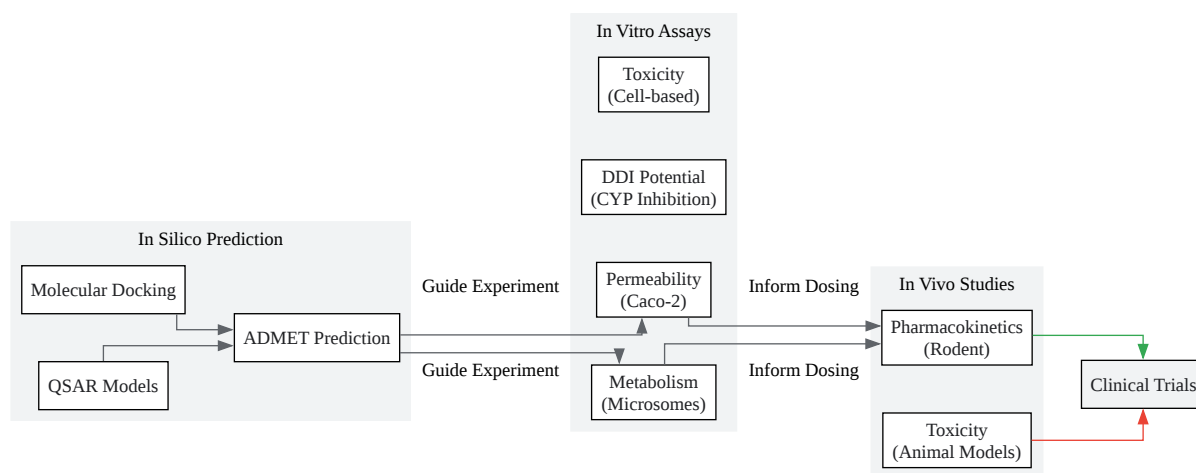 In Silico Prediction
Molecular Docking
QSAR Models
ADMET Prediction
Guide Experiment
Guide Experiment
In Vitro Assays
Toxicity
(Cell-based)
DDI Potential
(CYP Inhibition)
Permeability
(Caco-2)
Metabolism
(Microsomes)
Inform Dosing
Inform Dosing
In Vivo Studies
Pharmacokinetics
(Rodent)
Toxicity
(Animal Models)
Clinical Trials